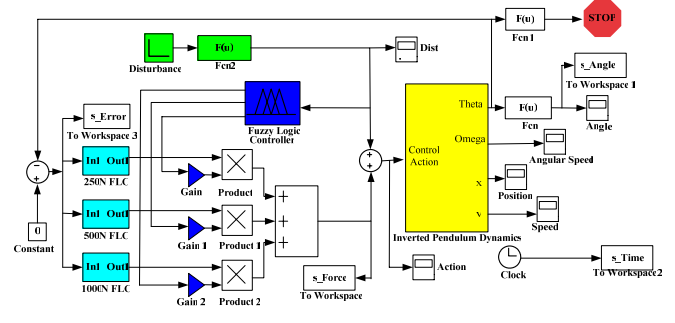 F(u)
STOP
Fcn1
Disturbance
F(u)
Fcn2
Dist
s_Angle
To Workspace 1
s_Error
To Workspace 3
Fuzzy Logic
Controller
Theta
F(u)
Fcn
Angle
Omega
Control
Action
Angular Speed
In1 Out1
250N FLC
Gain
Product
x
Position
v
Speed
In1 Out1
500N FLC
Gain 1
Product 1
0
Constant
Inverted Pendulum Dynamics
Clock
s_Time
To Workspace2
In1 Out1
1000N FLC
Gain 2
Product 2
s_Force
To Workspace
Action
−
+
+
+
+
+
+